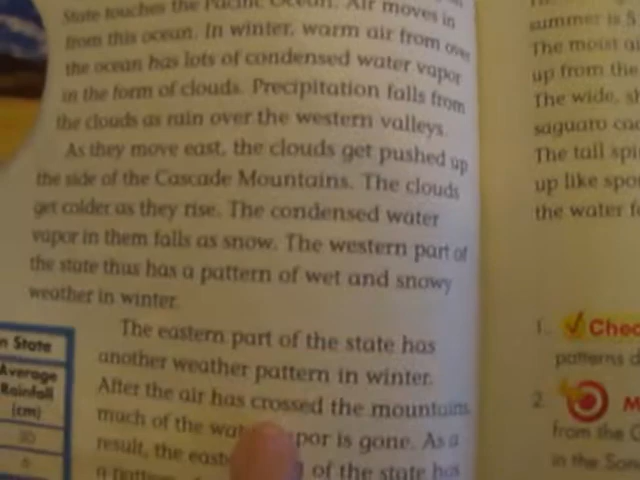 State touches the Pacific Ocean. Air moves in
from this ocean. In winter, warm air from over
the ocean has lots of condensed water vapor
in the form of clouds. Precipitation falls from
the clouds as rain over the western valleys.
As they move east, the clouds get pushed up
the side of the Cascade Mountains. The clouds
get colder as they rise. The condensed water
vapor in them falls as snow. The western part of
the state thus has a pattern of wet and snowy
weather in winter.
The eastern part of the state has
another weather pattern in winter.
After the air has crossed the mountains
much of the water vapor is gone. As a
result, the east of the state has
a pattern
n State
Average
Rainfall
(cm)
summer is
The moist
up from the
The wide,
saguaro
The tall
up like
the water
1. Chec
patterns
2. M
from the
in the